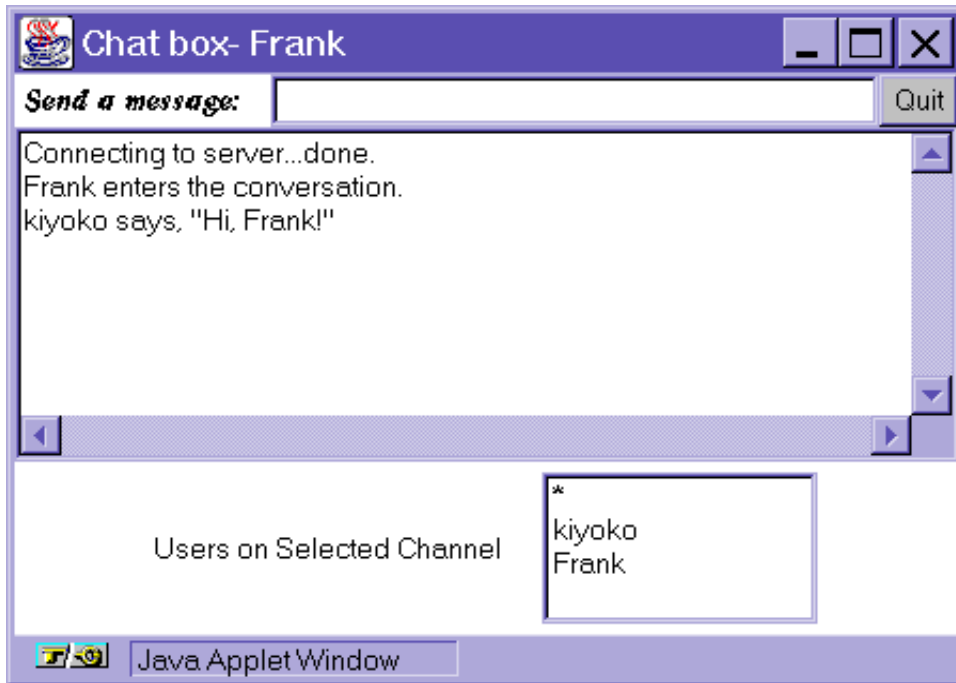 Chat box- Frank
Send a message:
Quit
Connecting to server...done.
Frank enters the conversation.
kiyoko says, "Hi, Frank!"
Users on Selected Channel
*
kiyoko
Frank
Java Applet Window